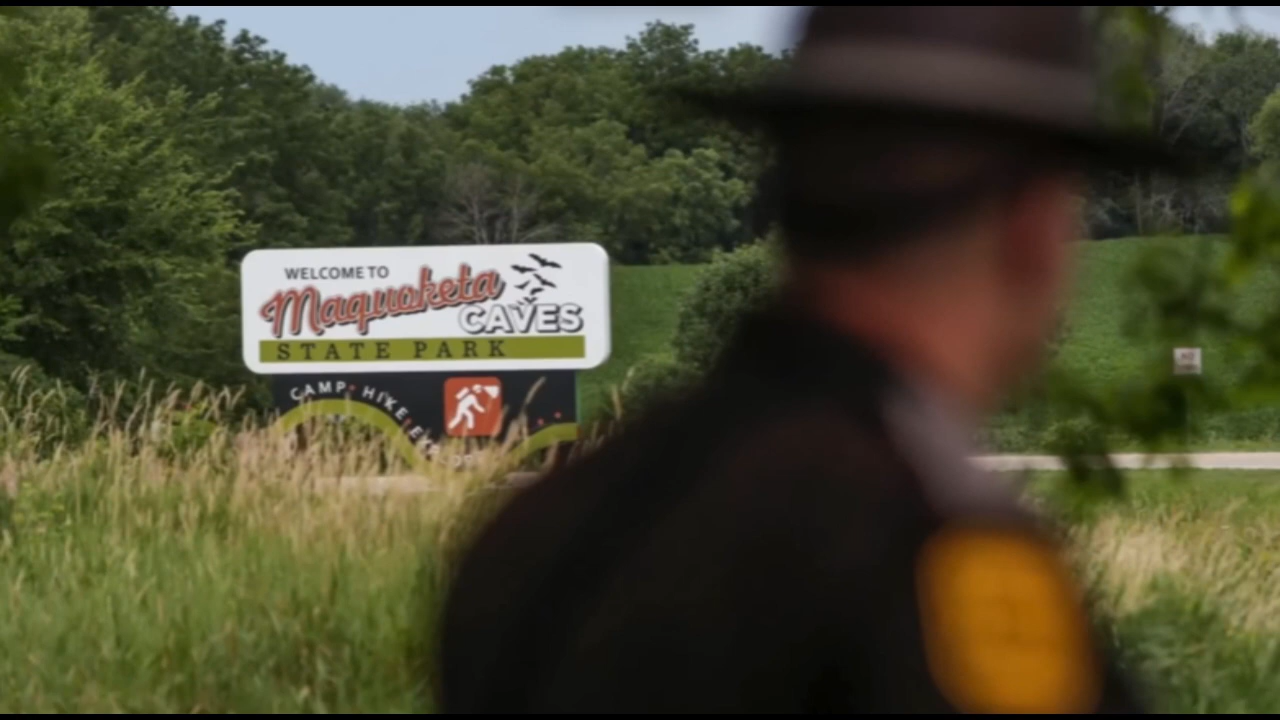 WELCOME TO
Maquoketa
CAVES
STATE PARK
CAMP • HIKE •